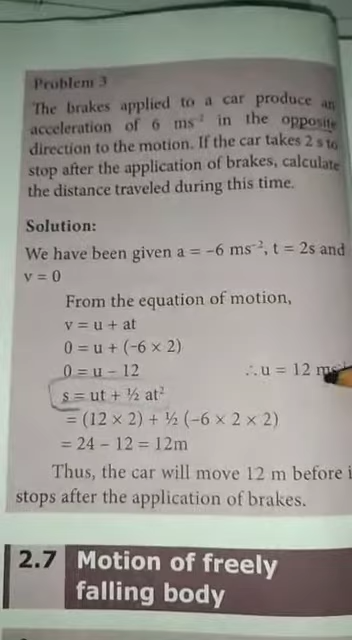 Problem 3
The brakes applied to a car produce an
acceleration of 6 ms⁻² in the opposite
direction to the motion. If the car takes 2 s to
stop after the application of brakes, calculate
the distance traveled during this time.
Solution:
We have been given a = –6 ms⁻², t = 2s and
v = 0
From the equation of motion,
v = u + at
0 = u + (–6 × 2)
0 = u – 12 ∴u = 12
s = ut + ½ at²
= (12 × 2) + ½ (–6 × 2 × 2)
= 24 – 12 = 12m
Thus, the car will move 12 m before
stops after the application of brakes.
2.7 Motion of freely
falling body